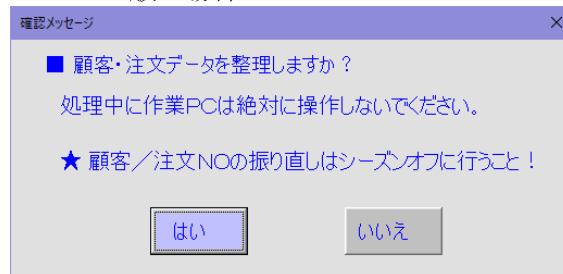 確認メッセージ
×
■ 顧客・注文データを整理しますか？
処理中に作業PCは絶対に操作しないでください。
★ 顧客／注文NOの振り直しはシーズンオフに行うこと！
はい
いいえ